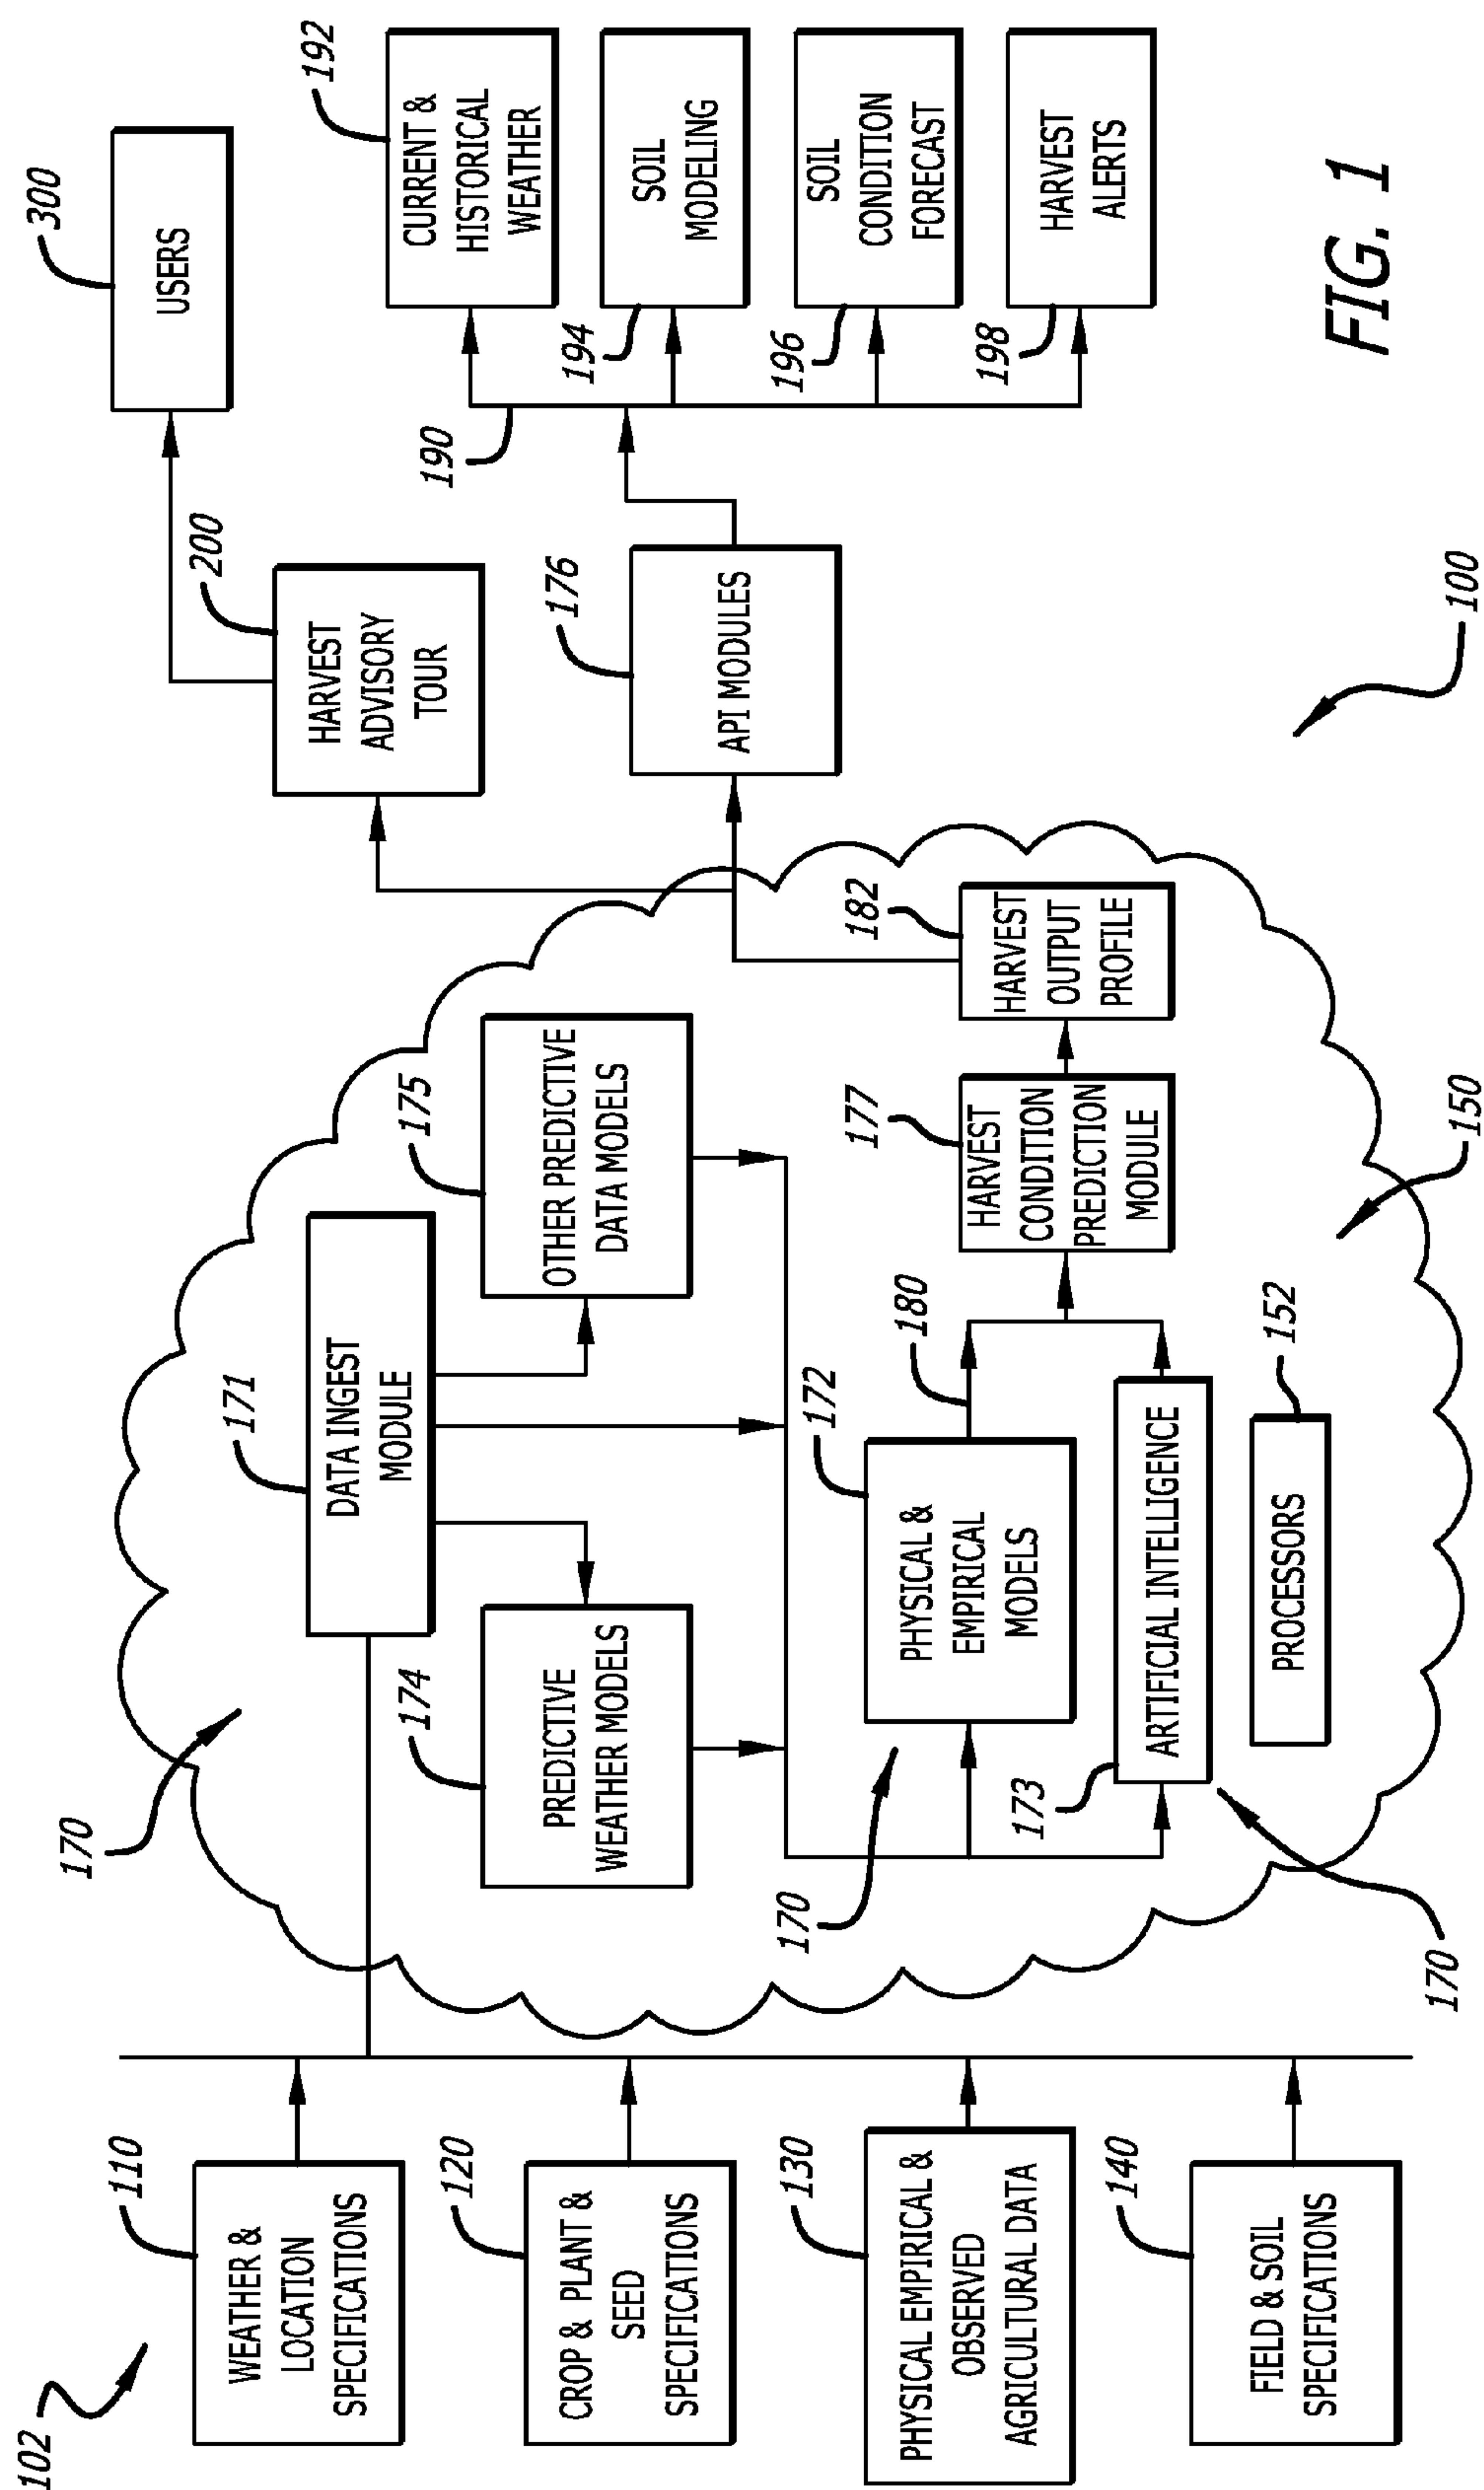 102
110
WEATHER &
LOCATION
SPECIFICATIONS
120
CROP & PLANT &
SEED
SPECIFICATIONS
130
PHYSICAL EMPIRICAL &
OBSERVED
AGRICULTURAL DATA
140
FIELD & SOIL
SPECIFICATIONS
170
171
DATA INGEST
MODULE
174
PREDICTIVE
WEATHER MODELS
175
OTHER PREDICTIVE
DATA MODELS
170
172
PHYSICAL &
EMPIRICAL
MODELS
180
173
ARTIFICIAL INTELLIGENCE
170
152
PROCESSORS
150
177
HARVEST
CONDITION
PREDICTION
MODULE
182
HARVEST
OUTPUT
PROFILE
200
HARVEST
ADVISORY
TOUR
300
USERS
176
API MODULES
190
192
CURRENT &
HISTORICAL
WEATHER
194
SOIL
MODELING
196
SOIL
CONDITION
FORECAST
198
HARVEST
ALERTS
100
FIG. 1